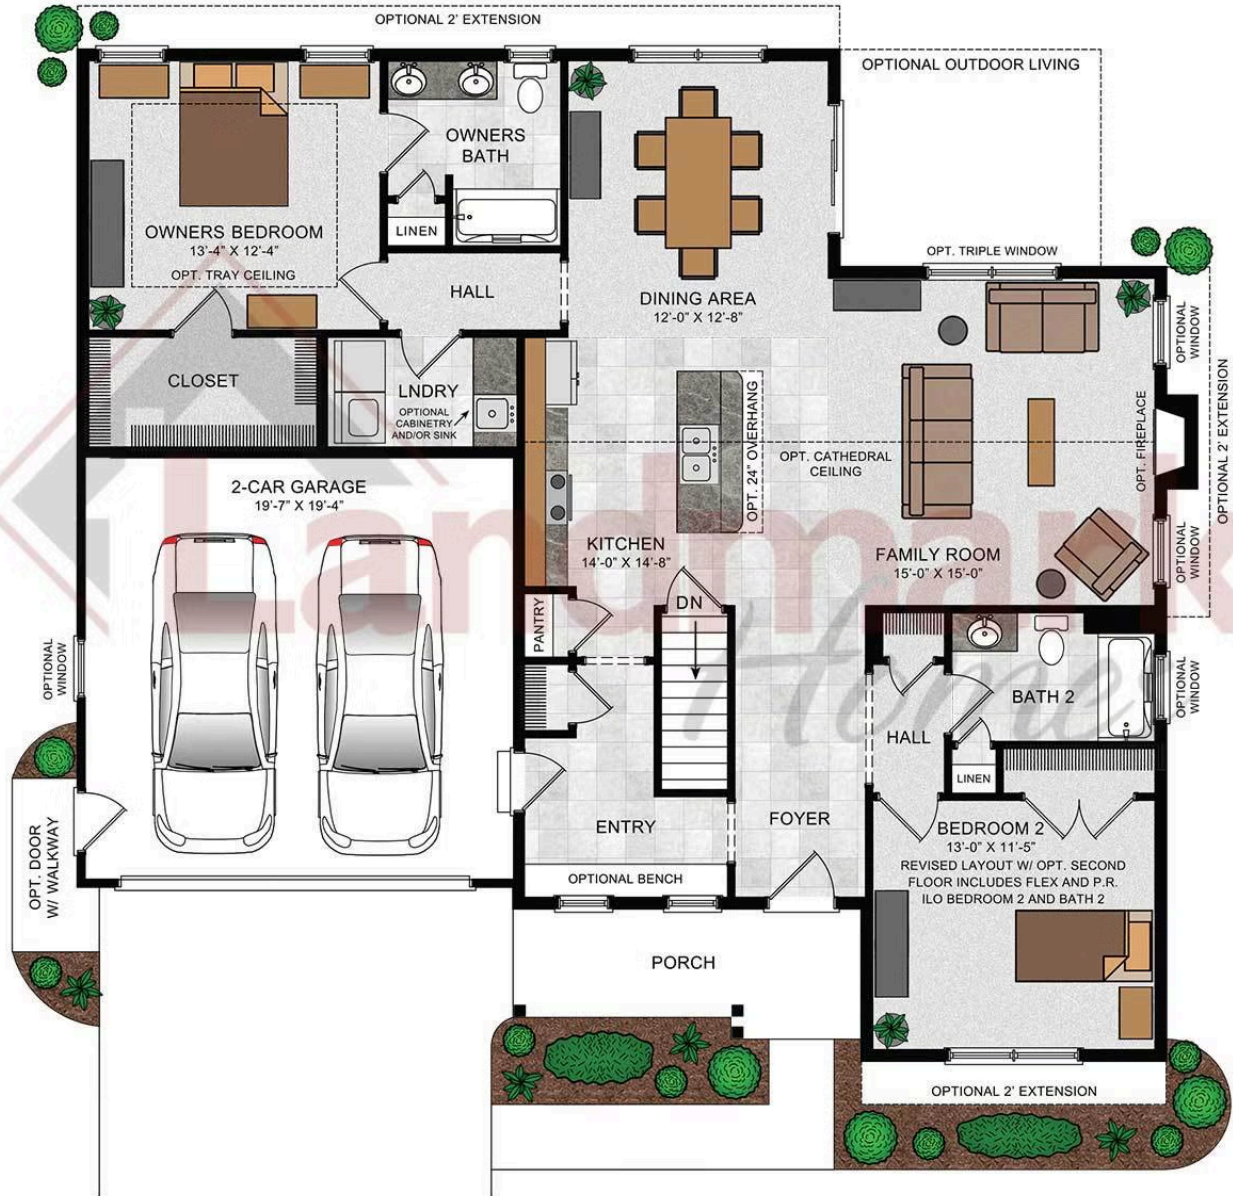 OPTIONAL 2' EXTENSION
OPTIONAL OUTDOOR LIVING
OWNERS
BATH
OWNERS BEDROOM
13'-4" X 12'-4"
OPT. TRAY CEILING
LINEN
HALL
DINING AREA
12'-0" X 12'-8"
OPT. TRIPLE WINDOW
OPTIONAL
WINDOW
OPTIONAL 2' EXTENSION
CLOSET
LNDRY
OPTIONAL
CABINETRY
AND/OR SINK
OPT. 24" OVERHANG
OPT. CATHEDRAL
CEILING
OPT. FIREPLACE
2-CAR GARAGE
19'-7" X 19'-4"
KITCHEN
14'-0" X 14'-8"
FAMILY ROOM
15'-0" X 15'-0"
OPTIONAL
WINDOW
Landmark
Homes
PANTRY
DN
OPTIONAL
WINDOW
BATH 2
OPTIONAL
WINDOW
HALL
LINEN
OPT. DOOR
W/ WALKWAY
ENTRY
FOYER
BEDROOM 2
13'-0" X 11'-5"
REVISED LAYOUT W/ OPT. SECOND
FLOOR INCLUDES FLEX AND P.R.
ILO BEDROOM 2 AND BATH 2
OPTIONAL BENCH
PORCH
OPTIONAL 2' EXTENSION